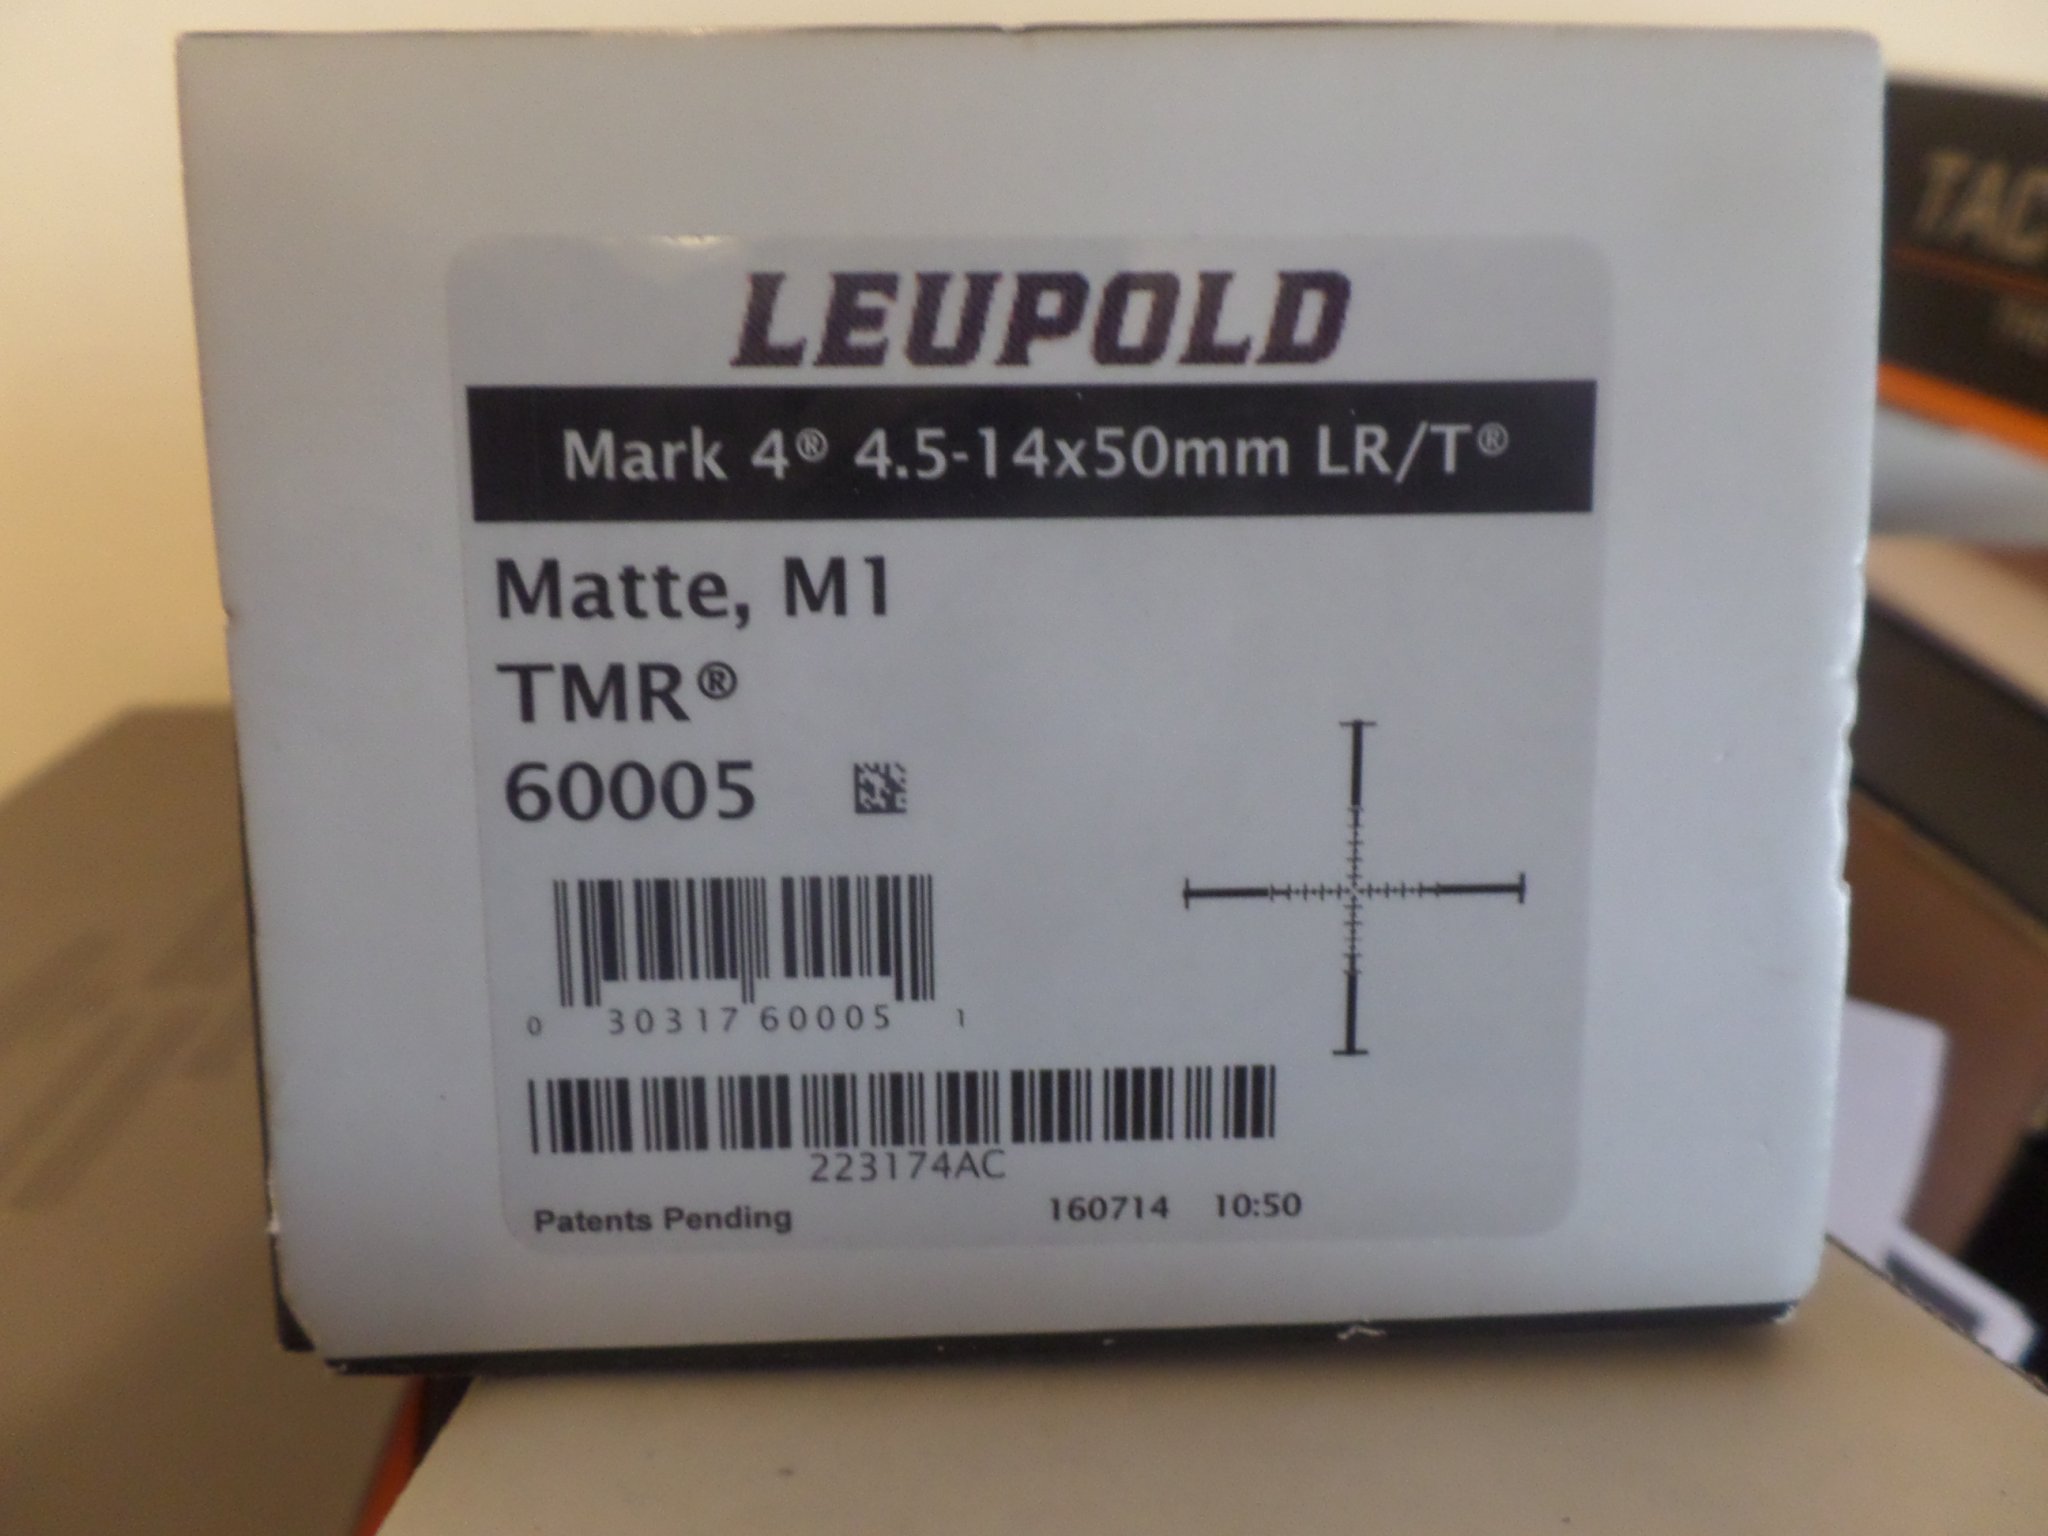 LEUPOLD
Mark 4® 4.5-14x50mm LR/T®
Matte, M1
TMR®
60005
0 30317 60005 1
223174AC
Patents Pending 160714 10:50
TAC